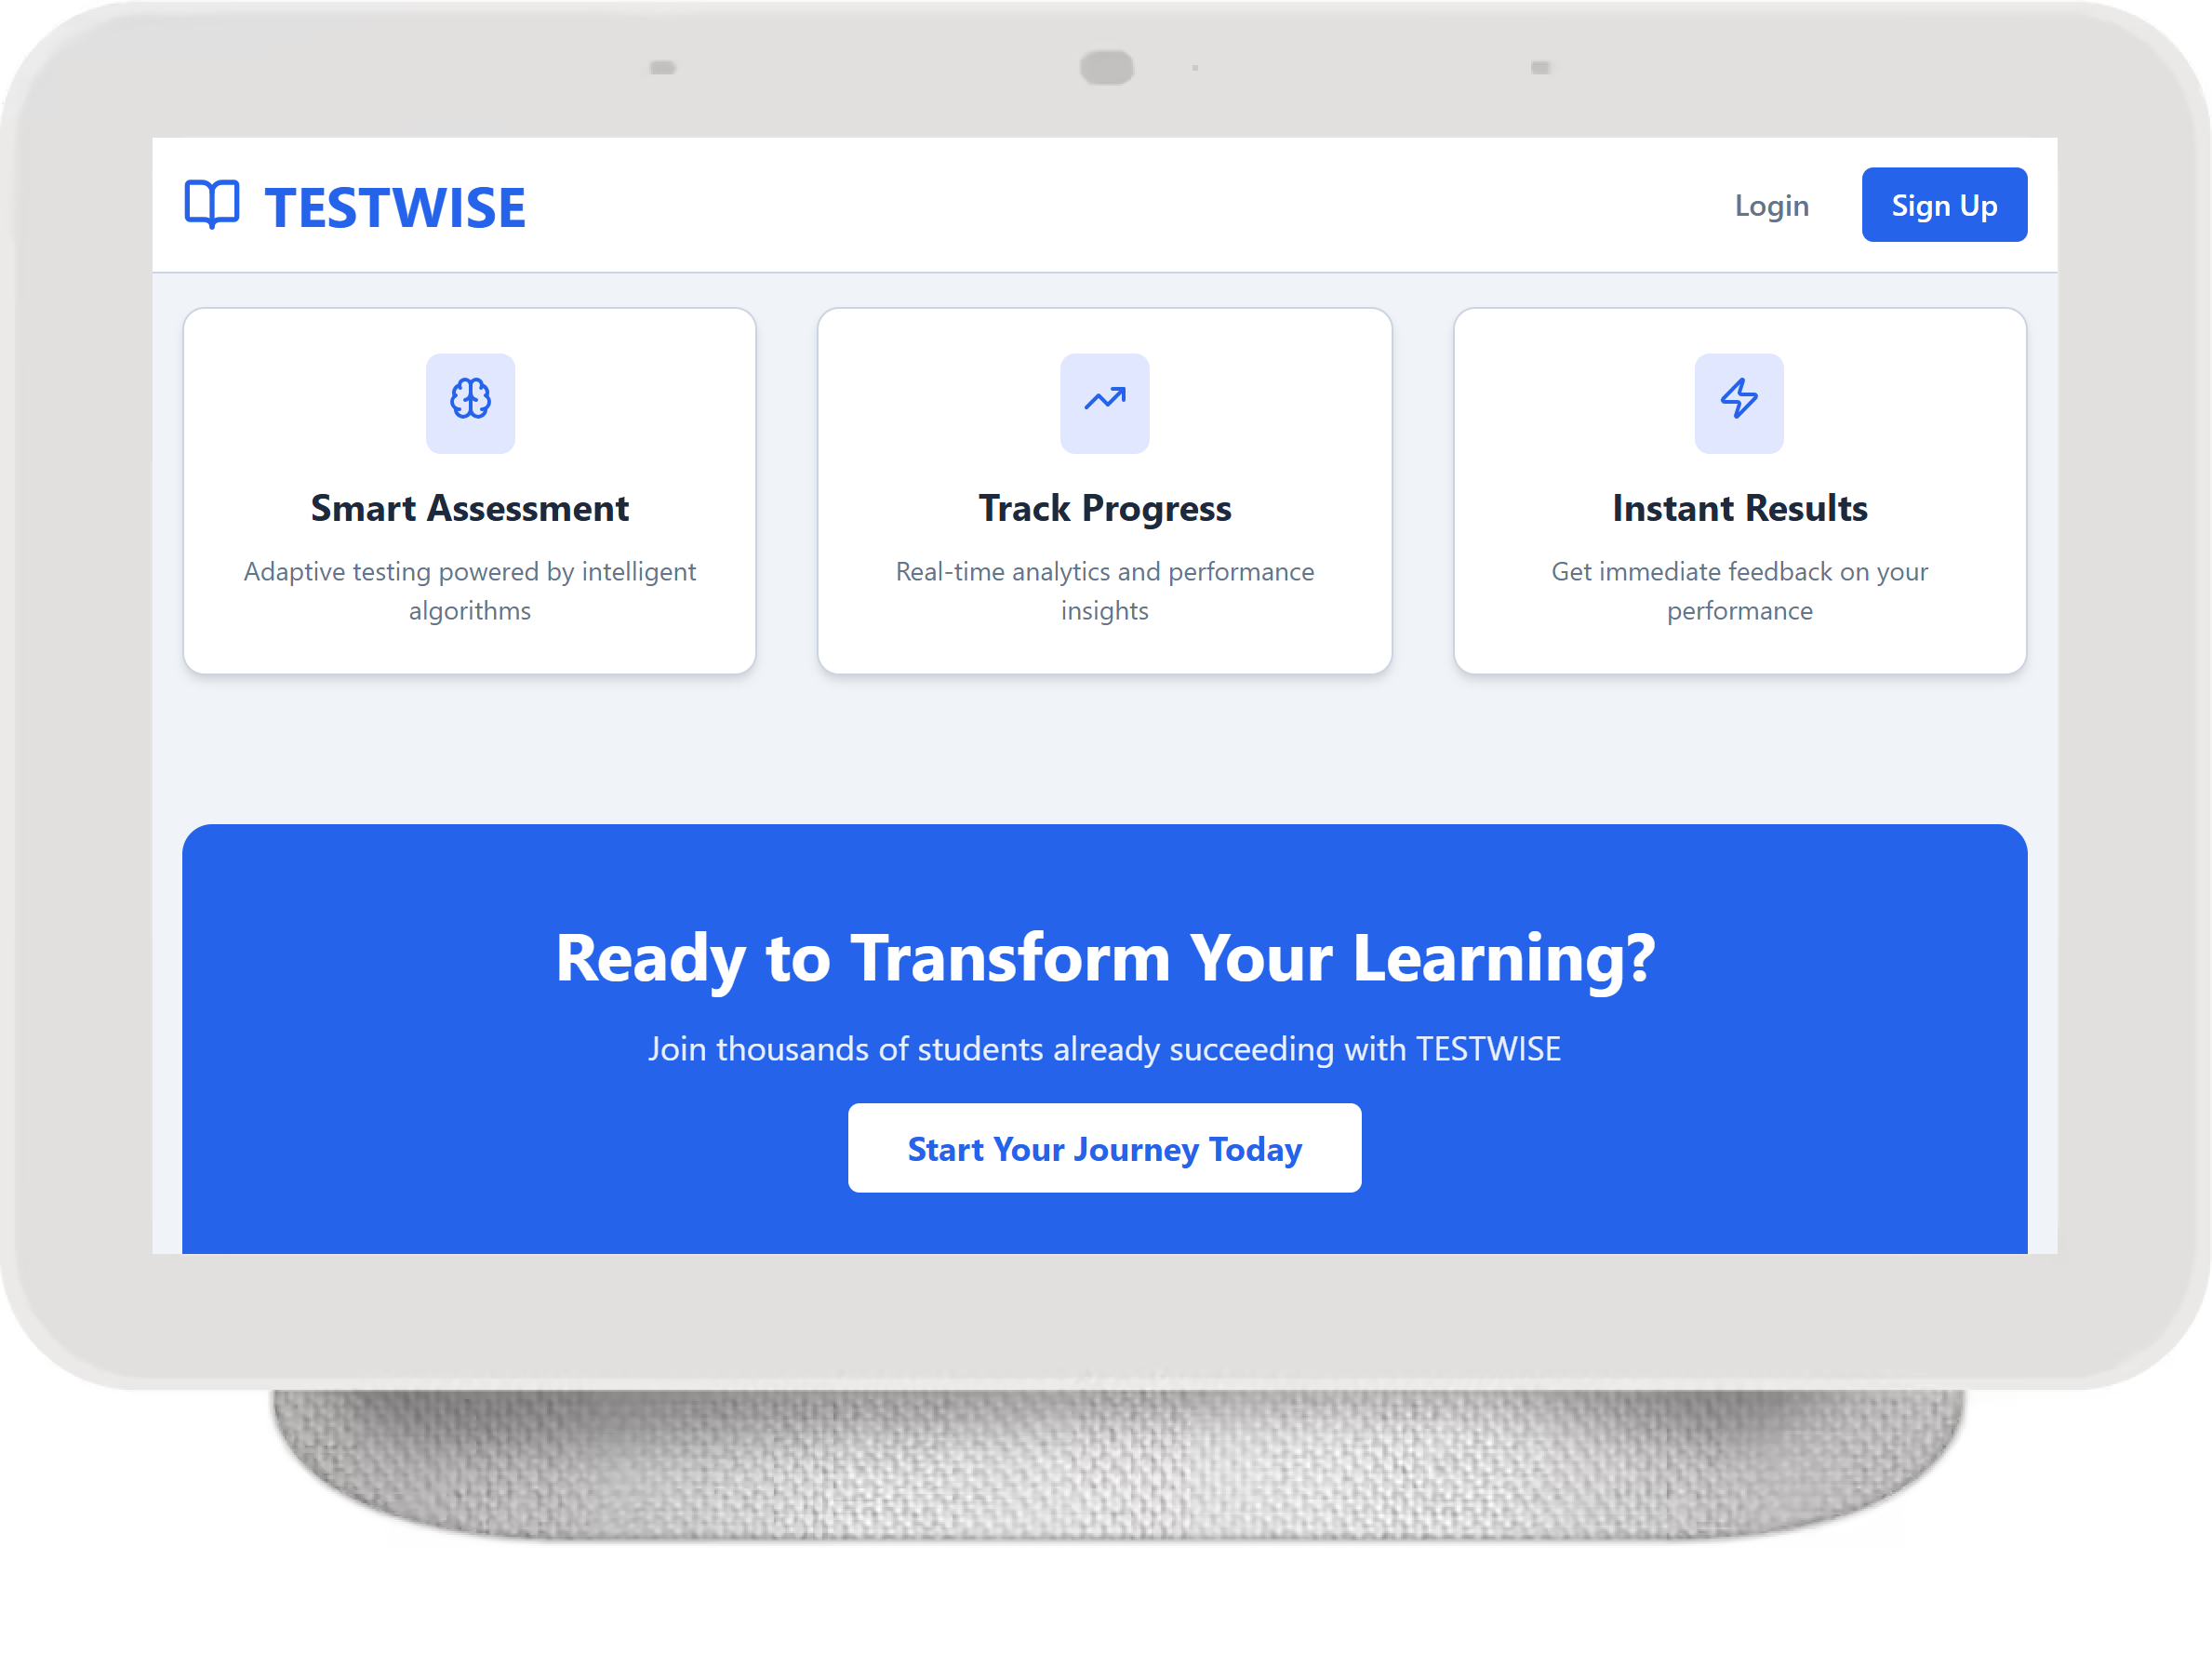 TESTWISE
Login
Sign Up
Smart Assessment
Adaptive testing powered by intelligent
algorithms
Track Progress
Real-time analytics and performance
insights
Instant Results
Get immediate feedback on your
performance
Ready to Transform Your Learning?
Join thousands of students already succeeding with TESTWISE
Start Your Journey Today